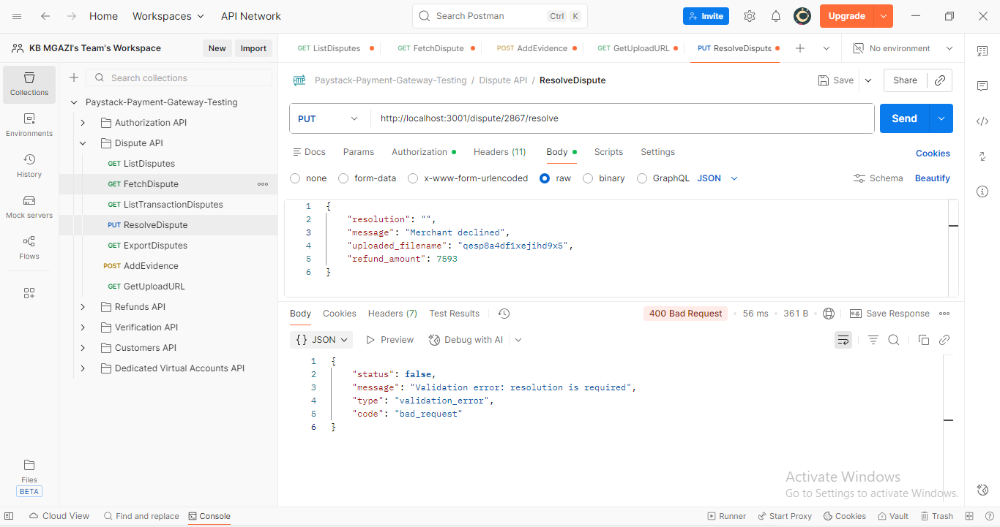 Home Workspaces API Network Search Postman Ctrl K Invite Upgrade
KB MGAZI's Team's Workspace New Import
GET ListDisputes GET FetchDispute POST AddEvidence GET GetUploadURL PUT ResolveDispute No environment
Collections
Environments
History
Mock servers
Flows
Files
BETA
Search collections
Paystack-Payment-Gateway-Testing
Authorization API
Dispute API
GET ListDisputes
GET FetchDispute
GET ListTransactionDisputes
PUT ResolveDispute
GET ExportDisputes
POST AddEvidence
GET GetUploadURL
Refunds API
Verification API
Customers API
Dedicated Virtual Accounts API
HTTP Paystack-Payment-Gateway-Testing / Dispute API / ResolveDispute Save Share
PUT http://localhost:3001/dispute/2867/resolve Send
Docs Params Authorization Headers (11) Body Scripts Settings Cookies
none form-data x-www-form-urlencoded raw binary GraphQL JSON Schema Beautify
1 {
2 "resolution": "",
3 "message": "Merchant declined",
4 "uploaded_filename": "qesp8a4df1xejihd9x5",
5 "refund_amount": 7593
6 }
Body Cookies Headers (7) Test Results 400 Bad Request 56 ms 361 B e.g. Save Response
{} JSON Preview Debug with AI
1 {
2 "status": false,
3 "message": "Validation error: resolution is required",
4 "type": "validation_error",
5 "code": "bad_request"
6 }
Activate Windows
Go to Settings to activate Windows.
Cloud View Find and replace Console Runner Start Proxy Cookies Vault Trash